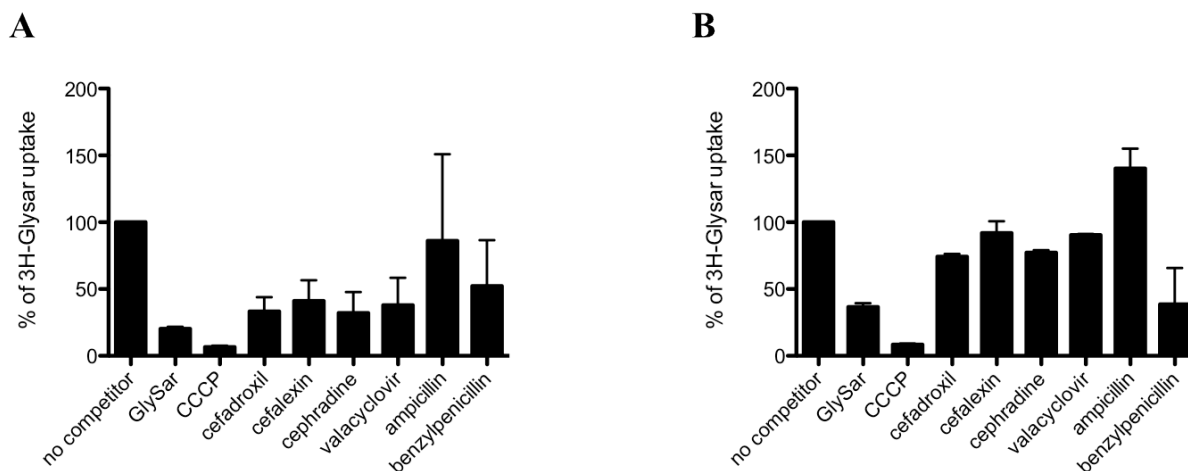 A
% of 3H-Glysar uptake
200
150
100
50
0
no competitor
GlySar
CCCP
cefadroxil
cefalexin
cephradine
valacyclovir
ampicillin
benzylpenicillin
B
% of 3H-Glysar uptake
200
150
100
50
0
no competitor
GlySar
CCCP
cefadroxil
cefalexin
cephradine
valacyclovir
ampicillin
benzylpenicillin